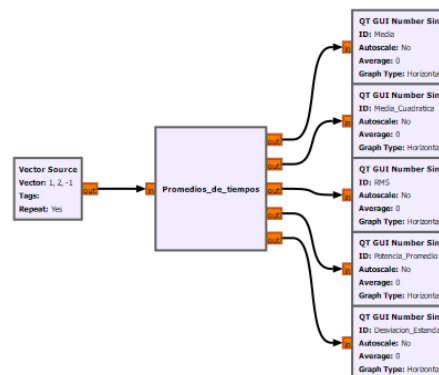 Vector Source
Vector: 1, 2, -1
Tags:
Repeat: Yes
out
in
Promedios_de_tiempos
out
out
out
out
out
in
QT GUI Number Sin
ID: Media
Autoscale: No
Average: 0
Graph Type: Horizonta
in
QT GUI Number Sin
ID: Media_Cuadratica
Autoscale: No
Average: 0
Graph Type: Horizonta
in
QT GUI Number Sin
ID: RMS
Autoscale: No
Average: 0
Graph Type: Horizonta
in
QT GUI Number Sin
ID: Potencia_Promedio
Autoscale: No
Average: 0
Graph Type: Horizonta
in
QT GUI Number Sin
ID: Desviacion_Estanda
Autoscale: No
Average: 0
Graph Type: Horizonta